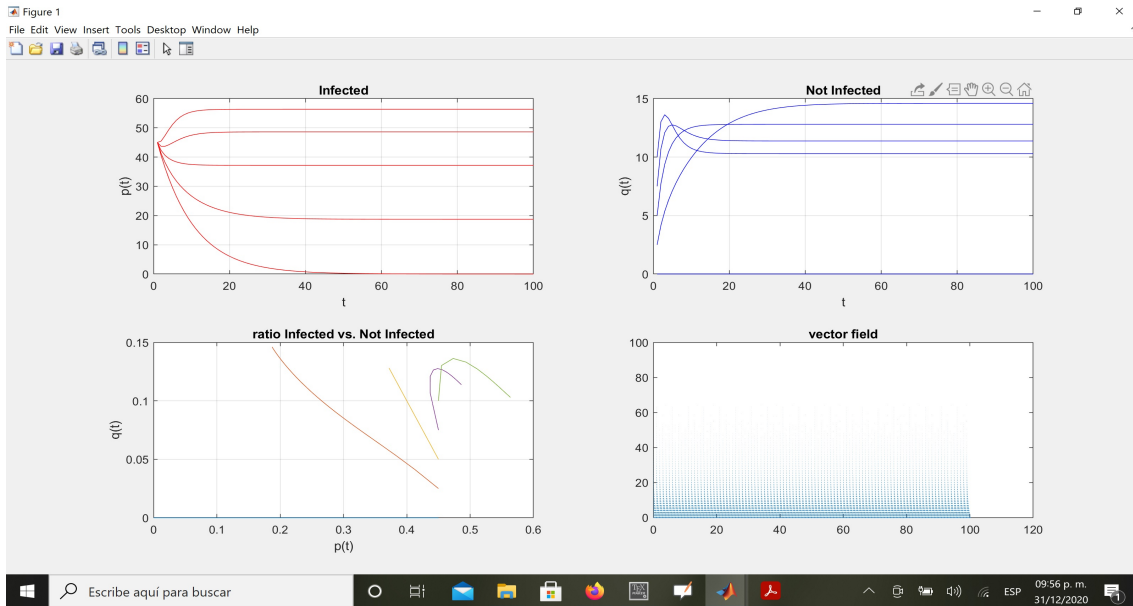 Figure 1
File Edit View Insert Tools Desktop Window Help
Infected
60
50
40
30
20
10
0
p(t)
0 20 40 60 80 100
t
Not Infected
15
10
5
0
q(t)
0 20 40 60 80 100
t
ratio Infected vs. Not Infected
0.15
0.1
0.05
0
q(t)
0 0.1 0.2 0.3 0.4 0.5 0.6
p(t)
vector field
100
80
60
40
20
0
0 20 40 60 80 100 120
Escribe aquí para buscar
ESP
09:56 p. m.
31/12/2020
1